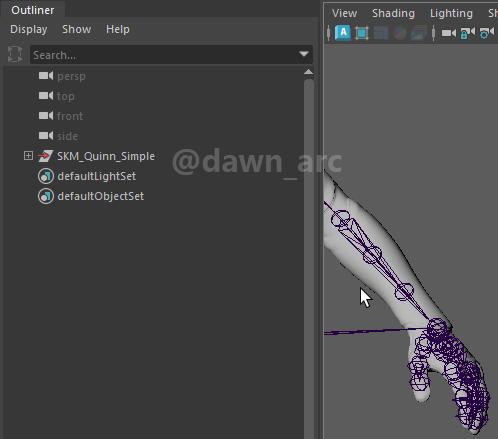 Outliner
Display Show Help
Search...
persp
top
front
side
SKM_Quinn_Simple
defaultLightSet
defaultObjectSet
@dawn_arc
View Shading Lighting Sh
A